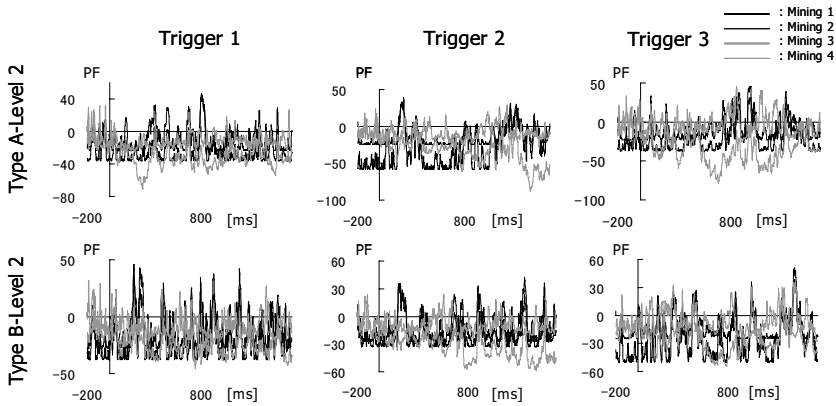 : Mining 1
: Mining 2
: Mining 3
: Mining 4
Trigger 1
Trigger 2
Trigger 3
Type A-Level 2
PF
40
0
−40
−80
−200
800
[ms]
PF
50
0
−50
−100
−200
800
[ms]
PF
50
0
−50
−100
−200
800
[ms]
Type B-Level 2
PF
50
0
−50
−200
800
[ms]
PF
60
30
0
−30
−60
−200
800
[ms]
PF
60
30
0
−30
−60
−200
800
[ms]